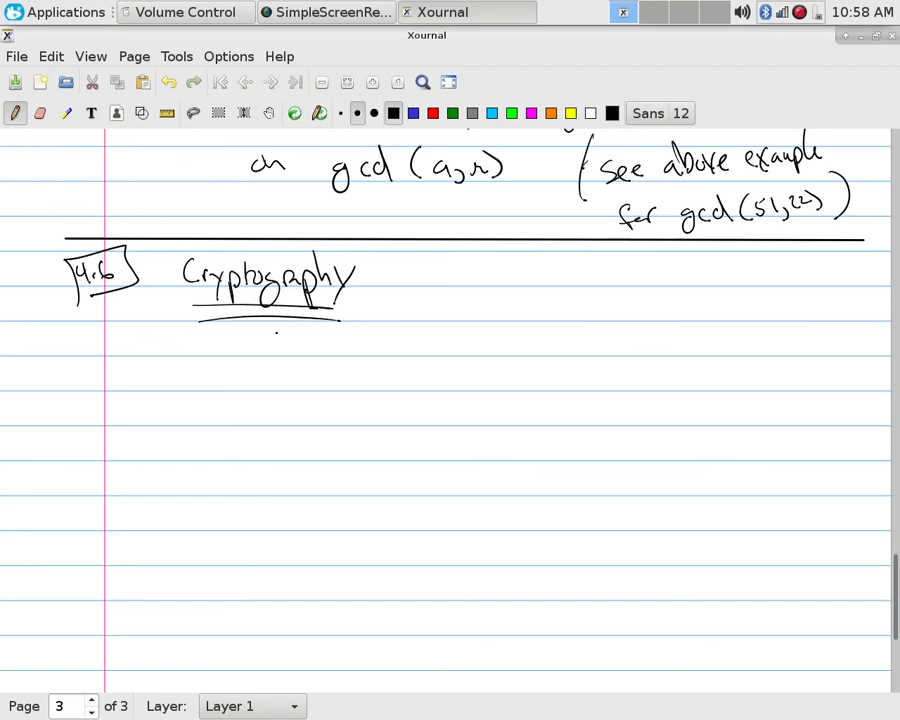 Applications
Volume Control
SimpleScreenRe...
Xournal
10:58 AM
Xournal
File Edit View Page Tools Options Help
Sans 12
on gcd (a,r) (see above example
for gcd (51,22))
4.6 Cryptography
Page 3 of 3 Layer: Layer 1